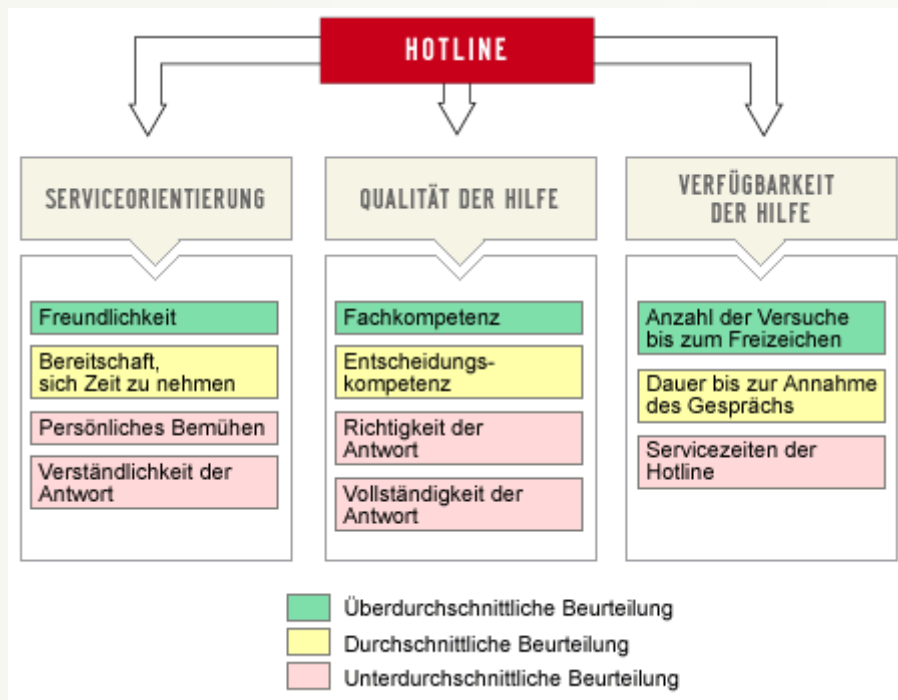 HOTLINE
SERVICEORIENTIERUNG
Freundlichkeit
Bereitschaft,
sich Zeit zu nehmen
Persönliches Bemühen
Verständlichkeit der
Antwort
QUALITÄT DER HILFE
Fachkompetenz
Entscheidungs-
kompetenz
Richtigkeit der
Antwort
Vollständigkeit der
Antwort
VERFÜGBARKEIT
DER HILFE
Anzahl der Versuche
bis zum Freizeichen
Dauer bis zur Annahme
des Gesprächs
Servicezeiten der
Hotline
Überdurchschnittliche Beurteilung
Durchschnittliche Beurteilung
Unterdurchschnittliche Beurteilung